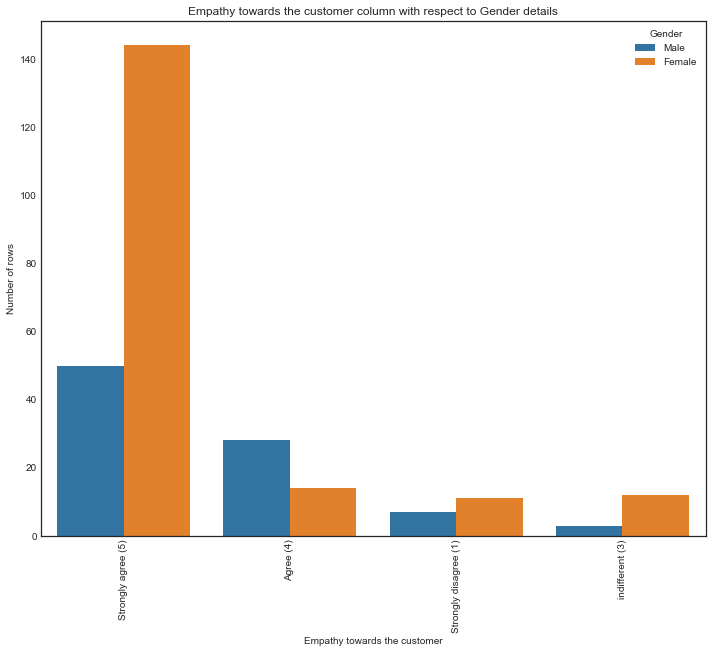 Empathy towards the customer column with respect to Gender details
Gender
Male
Female
Number of rows
140
120
100
80
60
40
20
0
Strongly agree (5)
Agree (4)
Strongly disagree (1)
indifferent (3)
Empathy towards the customer